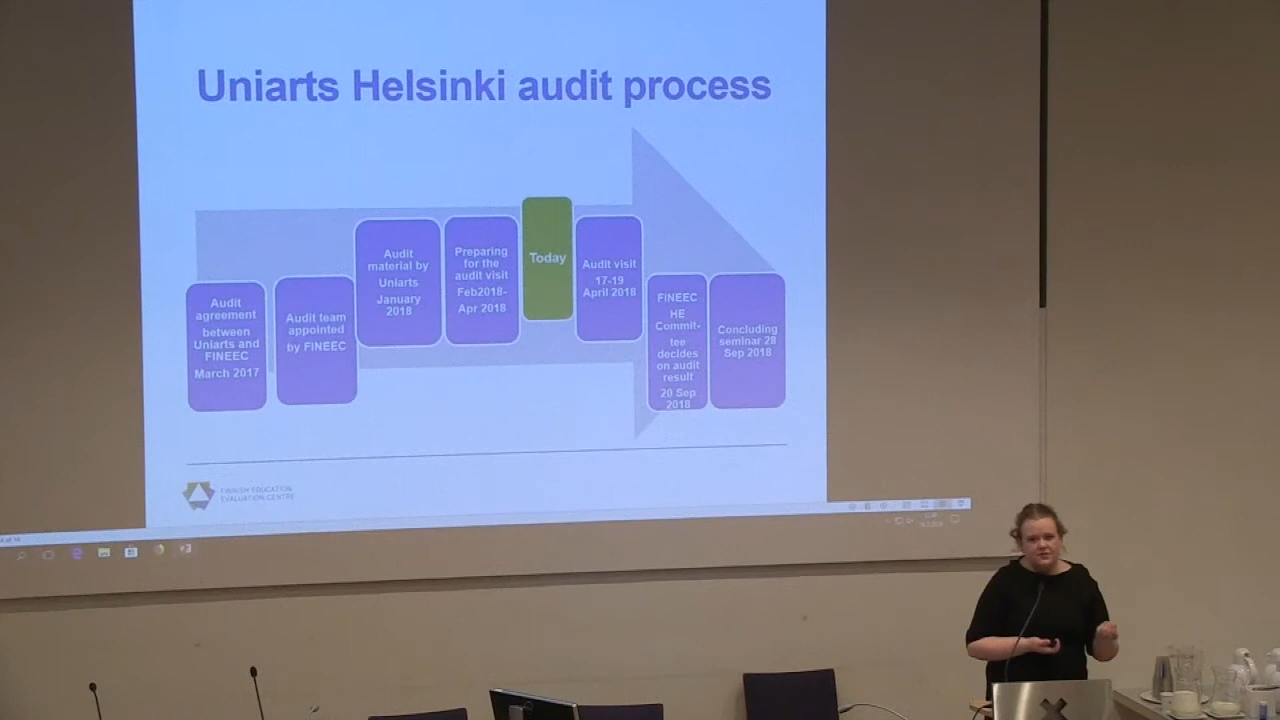 Uniarts Helsinki audit process
Audit
agreement
between
Uniarts and
FINEEC
March 2017
Audit team
appointed
by FINEEC
Audit
material by
Uniarts
January
2018
Preparing
for the
audit visit
Feb2018-
Apr 2018
Today
Audit visit
17-19
April 2018
FINEEC
HE
Commit-
tee
decides
on audit
result
20 Sep
2018
Concluding
seminar 28
Sep 2018
FINNISH EDUCATION
EVALUATION CENTRE